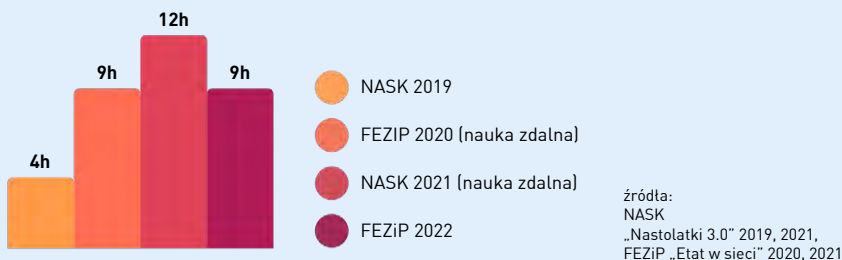 12h
9h
9h
4h
NASK 2019
FEZIP 2020 (nauka zdalna)
NASK 2021 (nauka zdalna)
FEZiP 2022
źródła:
NASK
„Nastolatki 3.0” 2019, 2021,
FEZiP „Etat w sieci” 2020, 2021